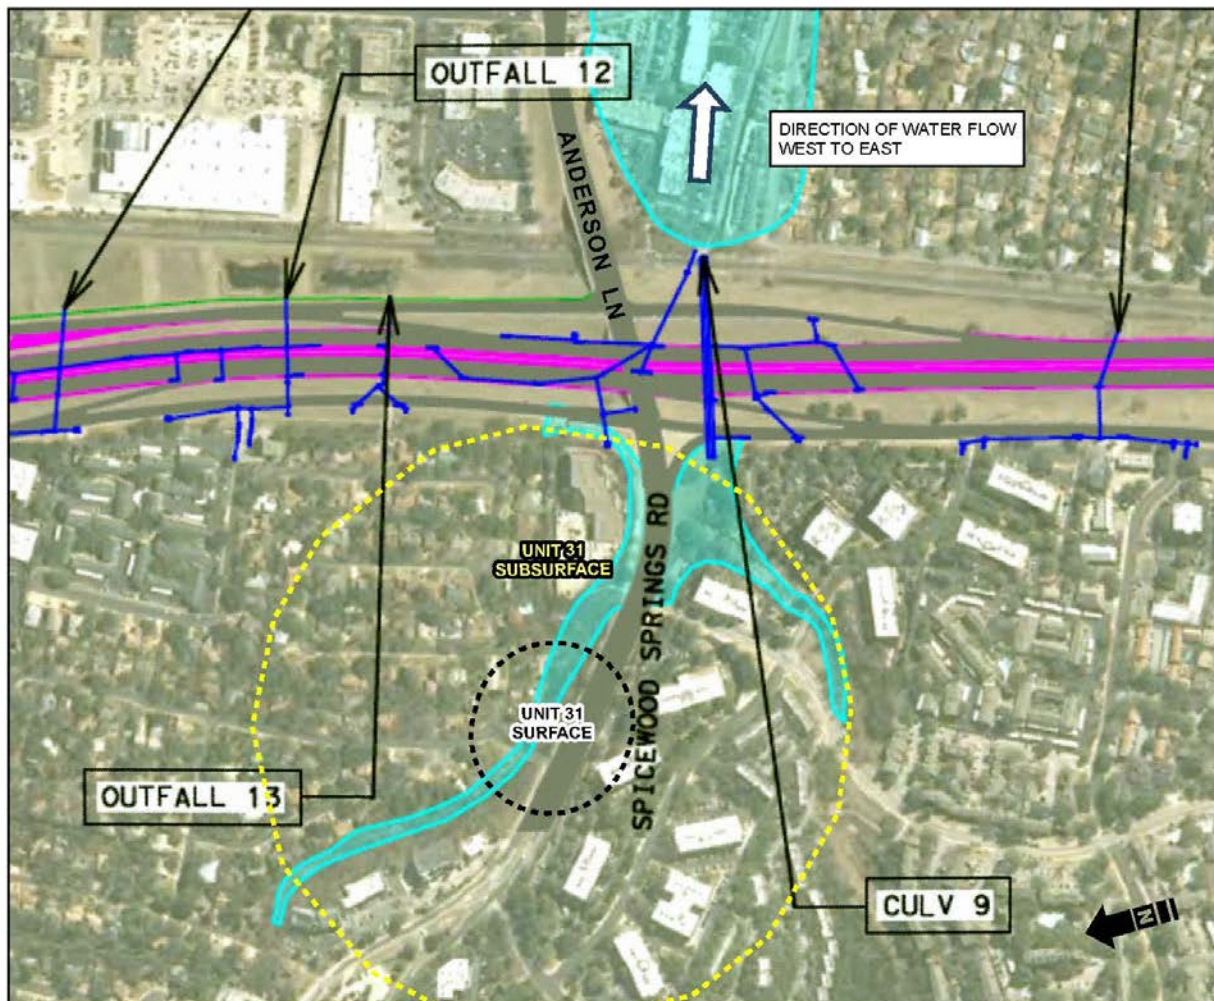 OUTFALL 12
DIRECTION OF WATER FLOW
WEST TO EAST
ANDERSON LN
UNIT 31
SUBSURFACE
SPICEWOOD SPRINGS RD
UNIT 31
SURFACE
OUTFALL 13
CULV 9
N